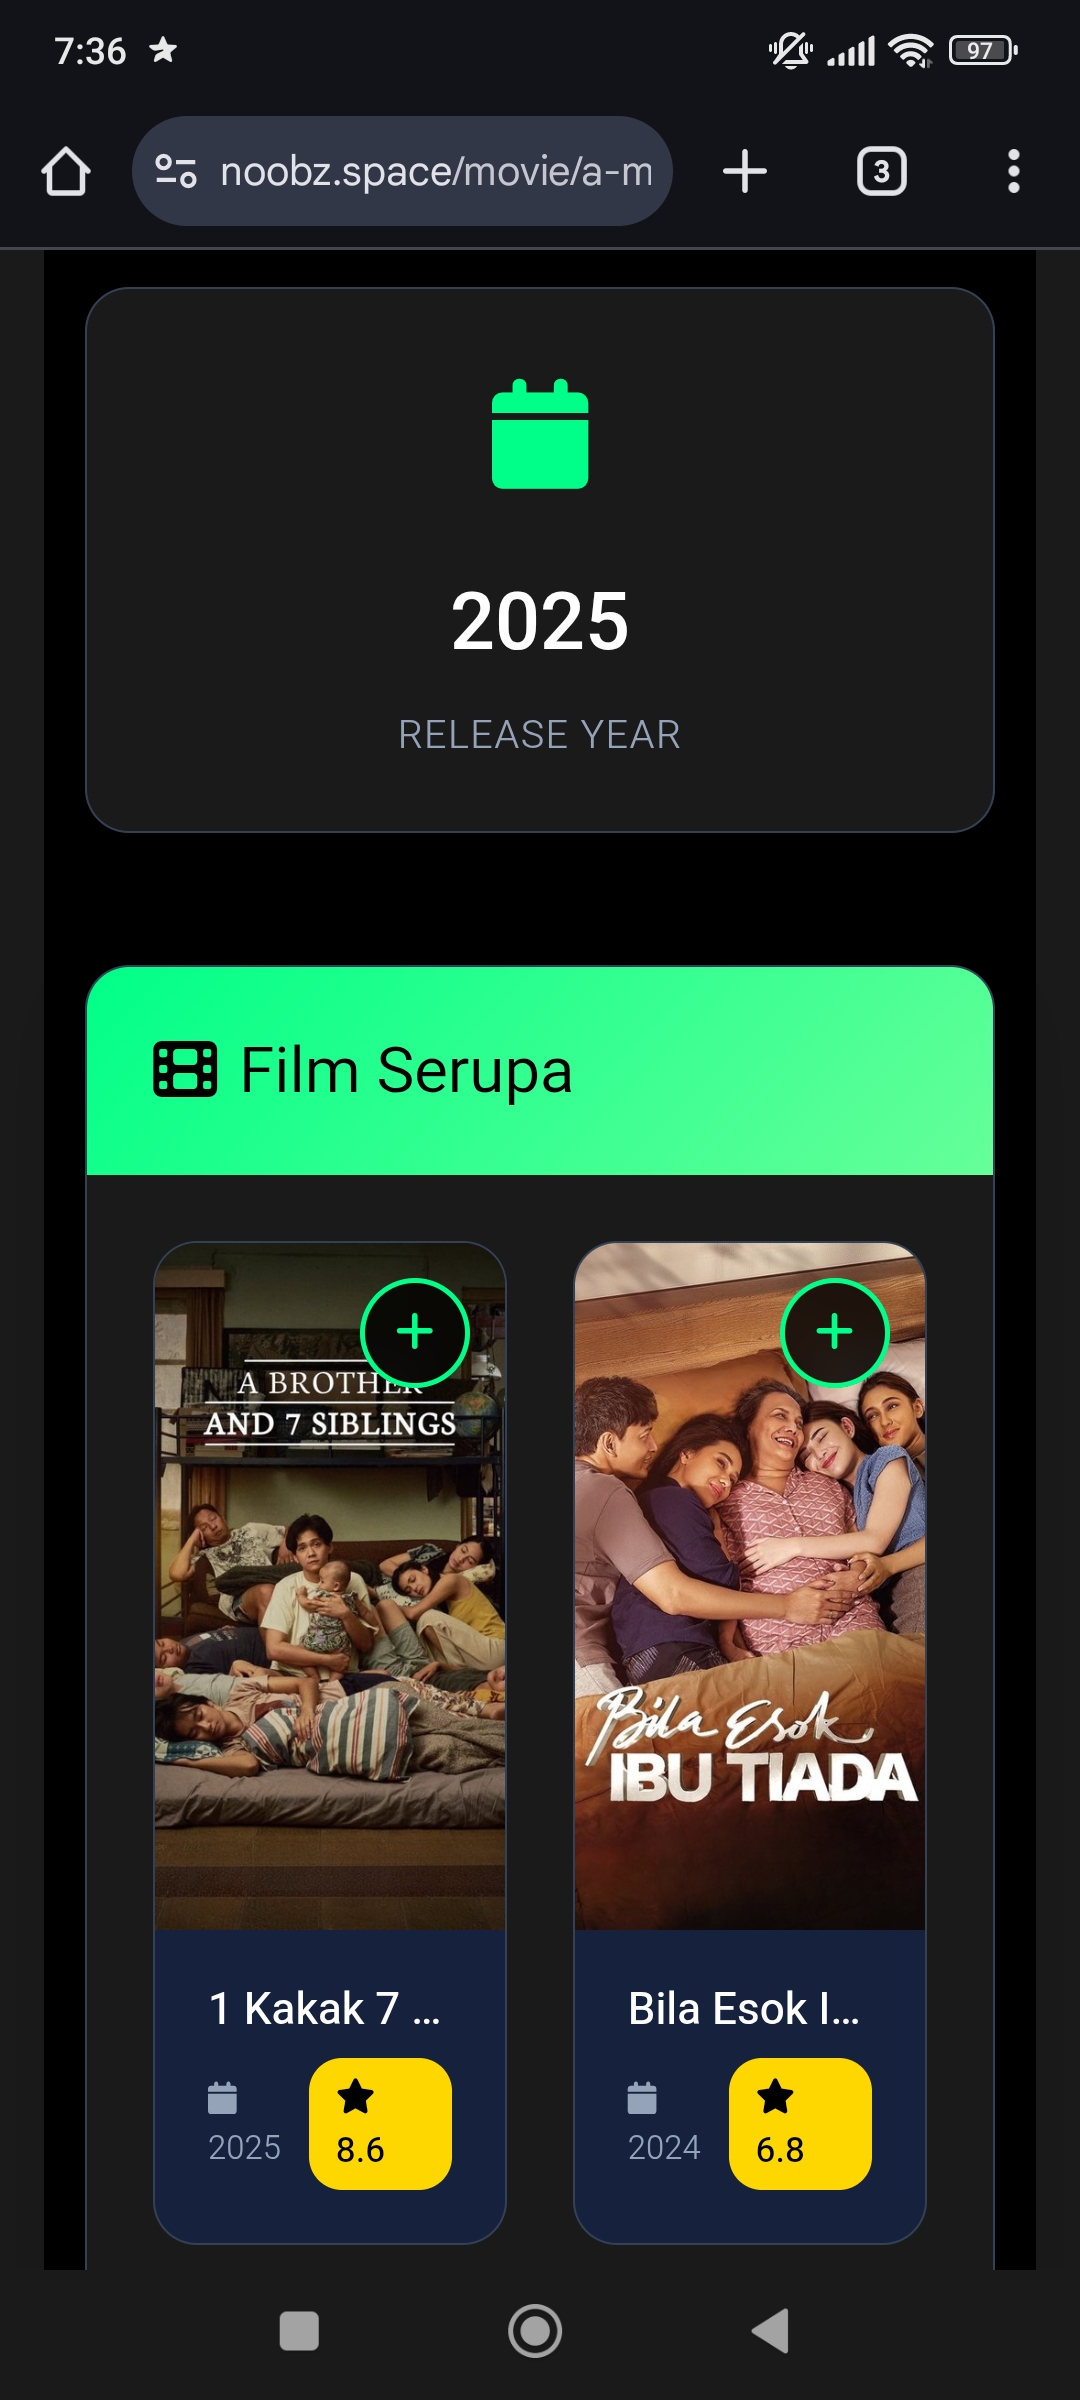 7:36
97
noobz.space/movie/a-m
3
2025
RELEASE YEAR
Film Serupa
A BROTHER
AND 7 SIBLINGS
Bila Esok
IBU TIADA
1 Kakak 7 ...
Bila Esok I...
2025
8.6
2024
6.8